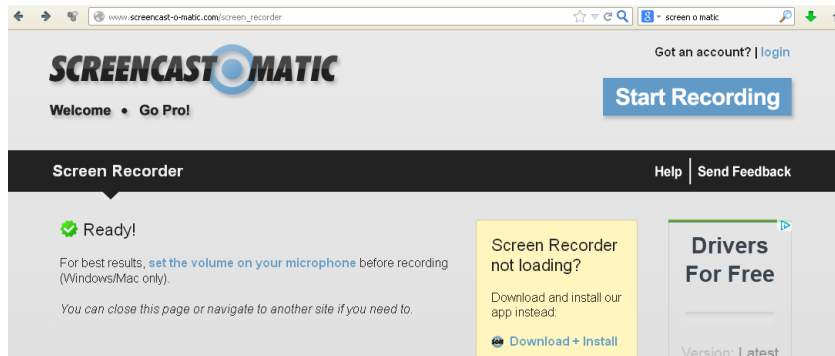 www.screencast-o-matic.com/screen_recorder
screen o matic
Got an account? | login
SCREENCAST O MATIC
Start Recording
Welcome • Go Pro!
Screen Recorder
Help | Send Feedback
Ready!
For best results, set the volume on your microphone before recording
(Windows/Mac only).
You can close this page or navigate to another site if you need to.
Screen Recorder
not loading?
Download and install our
app instead:
Download + Install
Drivers
For Free
Version: Latest